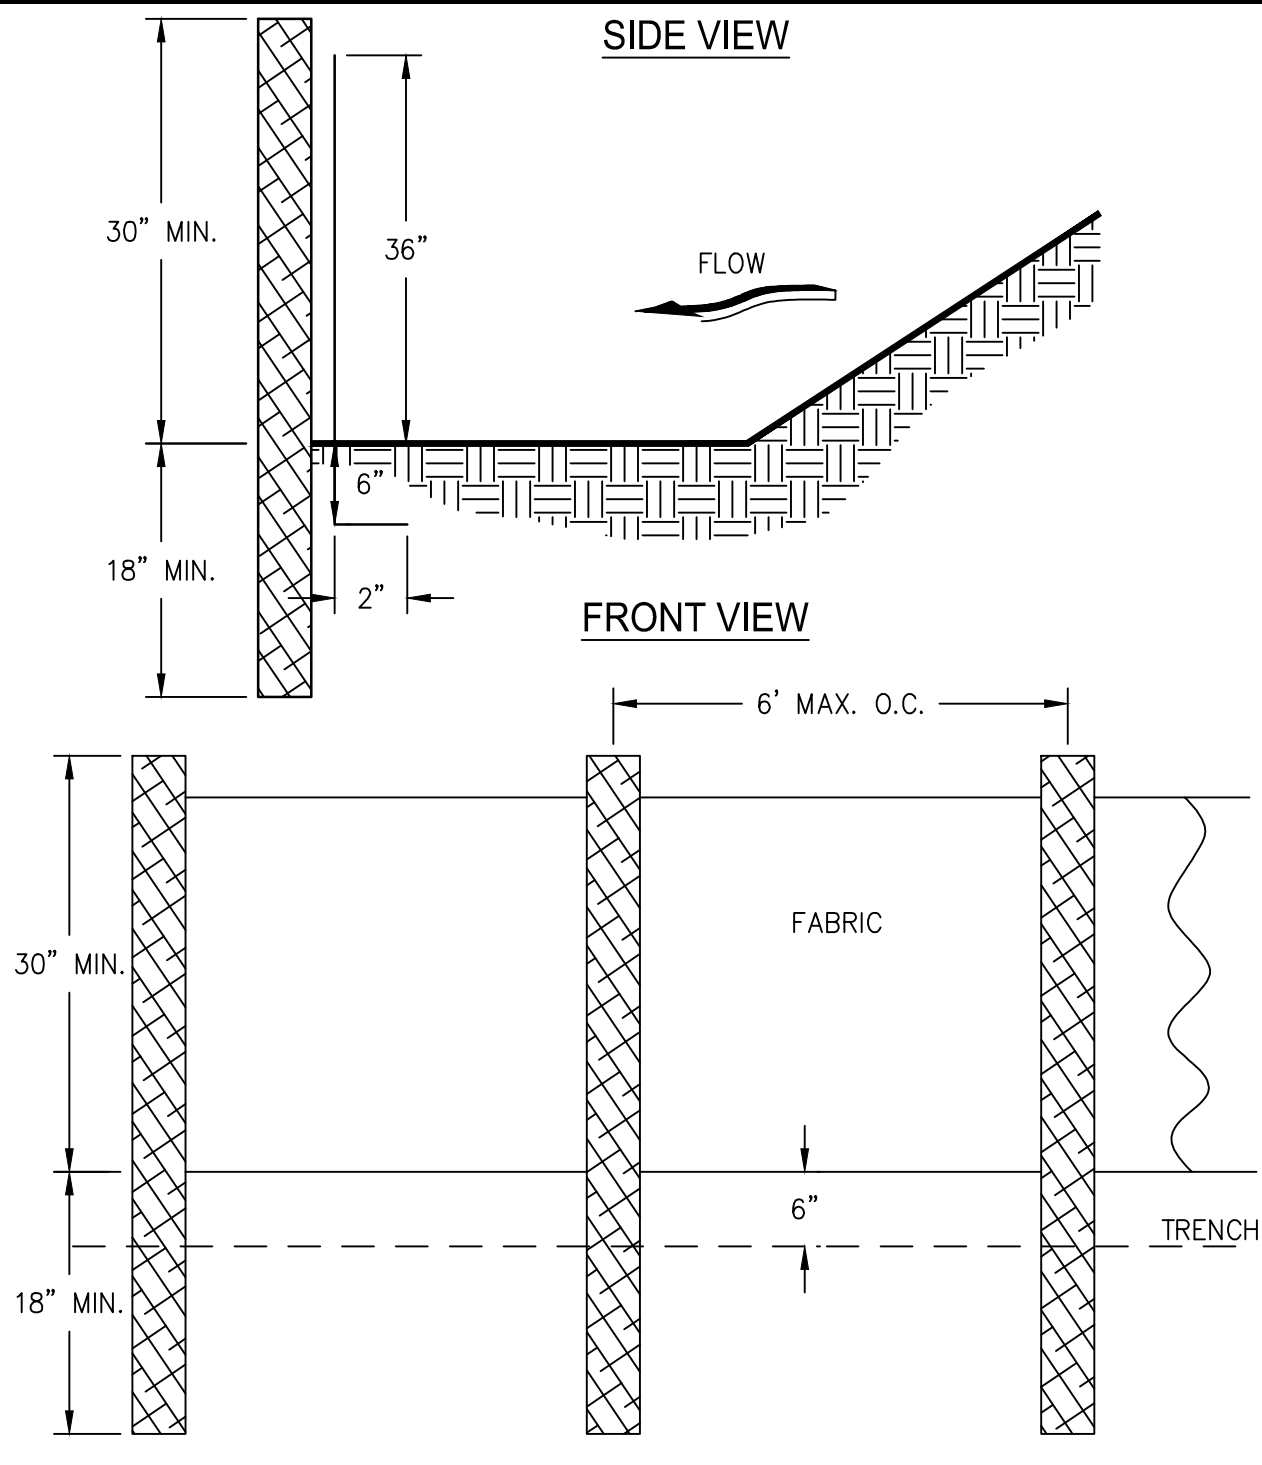 SIDE VIEW
30” MIN.
36”
FLOW
6”
18” MIN.
2”
FRONT VIEW
6’ MAX. O.C.
FABRIC
30” MIN.
6”
TRENCH
18” MIN.